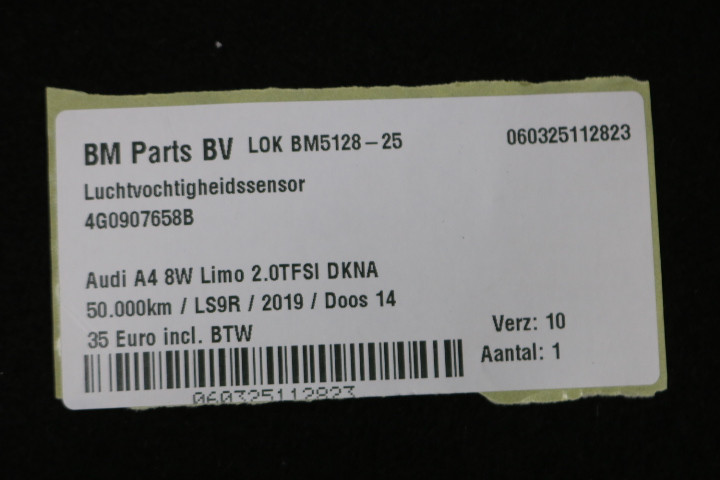 BM Parts BV LOK BM5128-25 060325112823
Luchtvochtigheidssensor
4G0907658B
Audi A4 8W Limo 2.0TFSI DKNA
50.000km / LS9R / 2019 / Doos 14
35 Euro incl. BTW
Verz: 10
Aantal: 1
060325112823